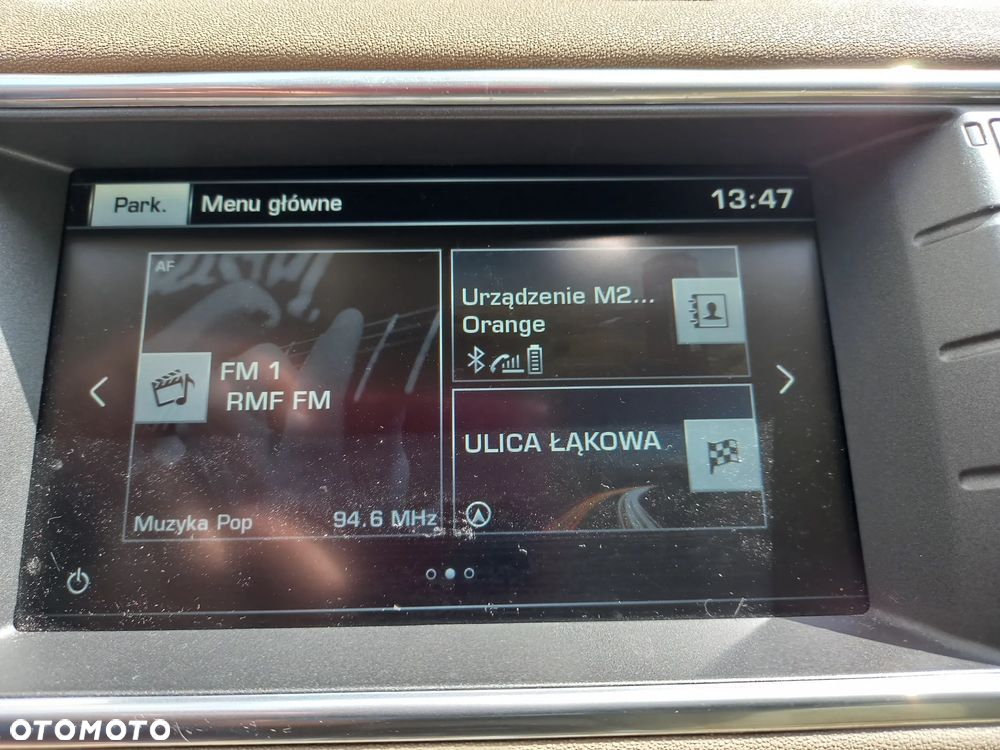 Park.
Menu główne
13:47
AF
FM 1
RMF FM
Muzyka Pop
94.6 MHz
Urządzenie M2...
Orange
ULICA ŁĄKOWA
OTOMOTO